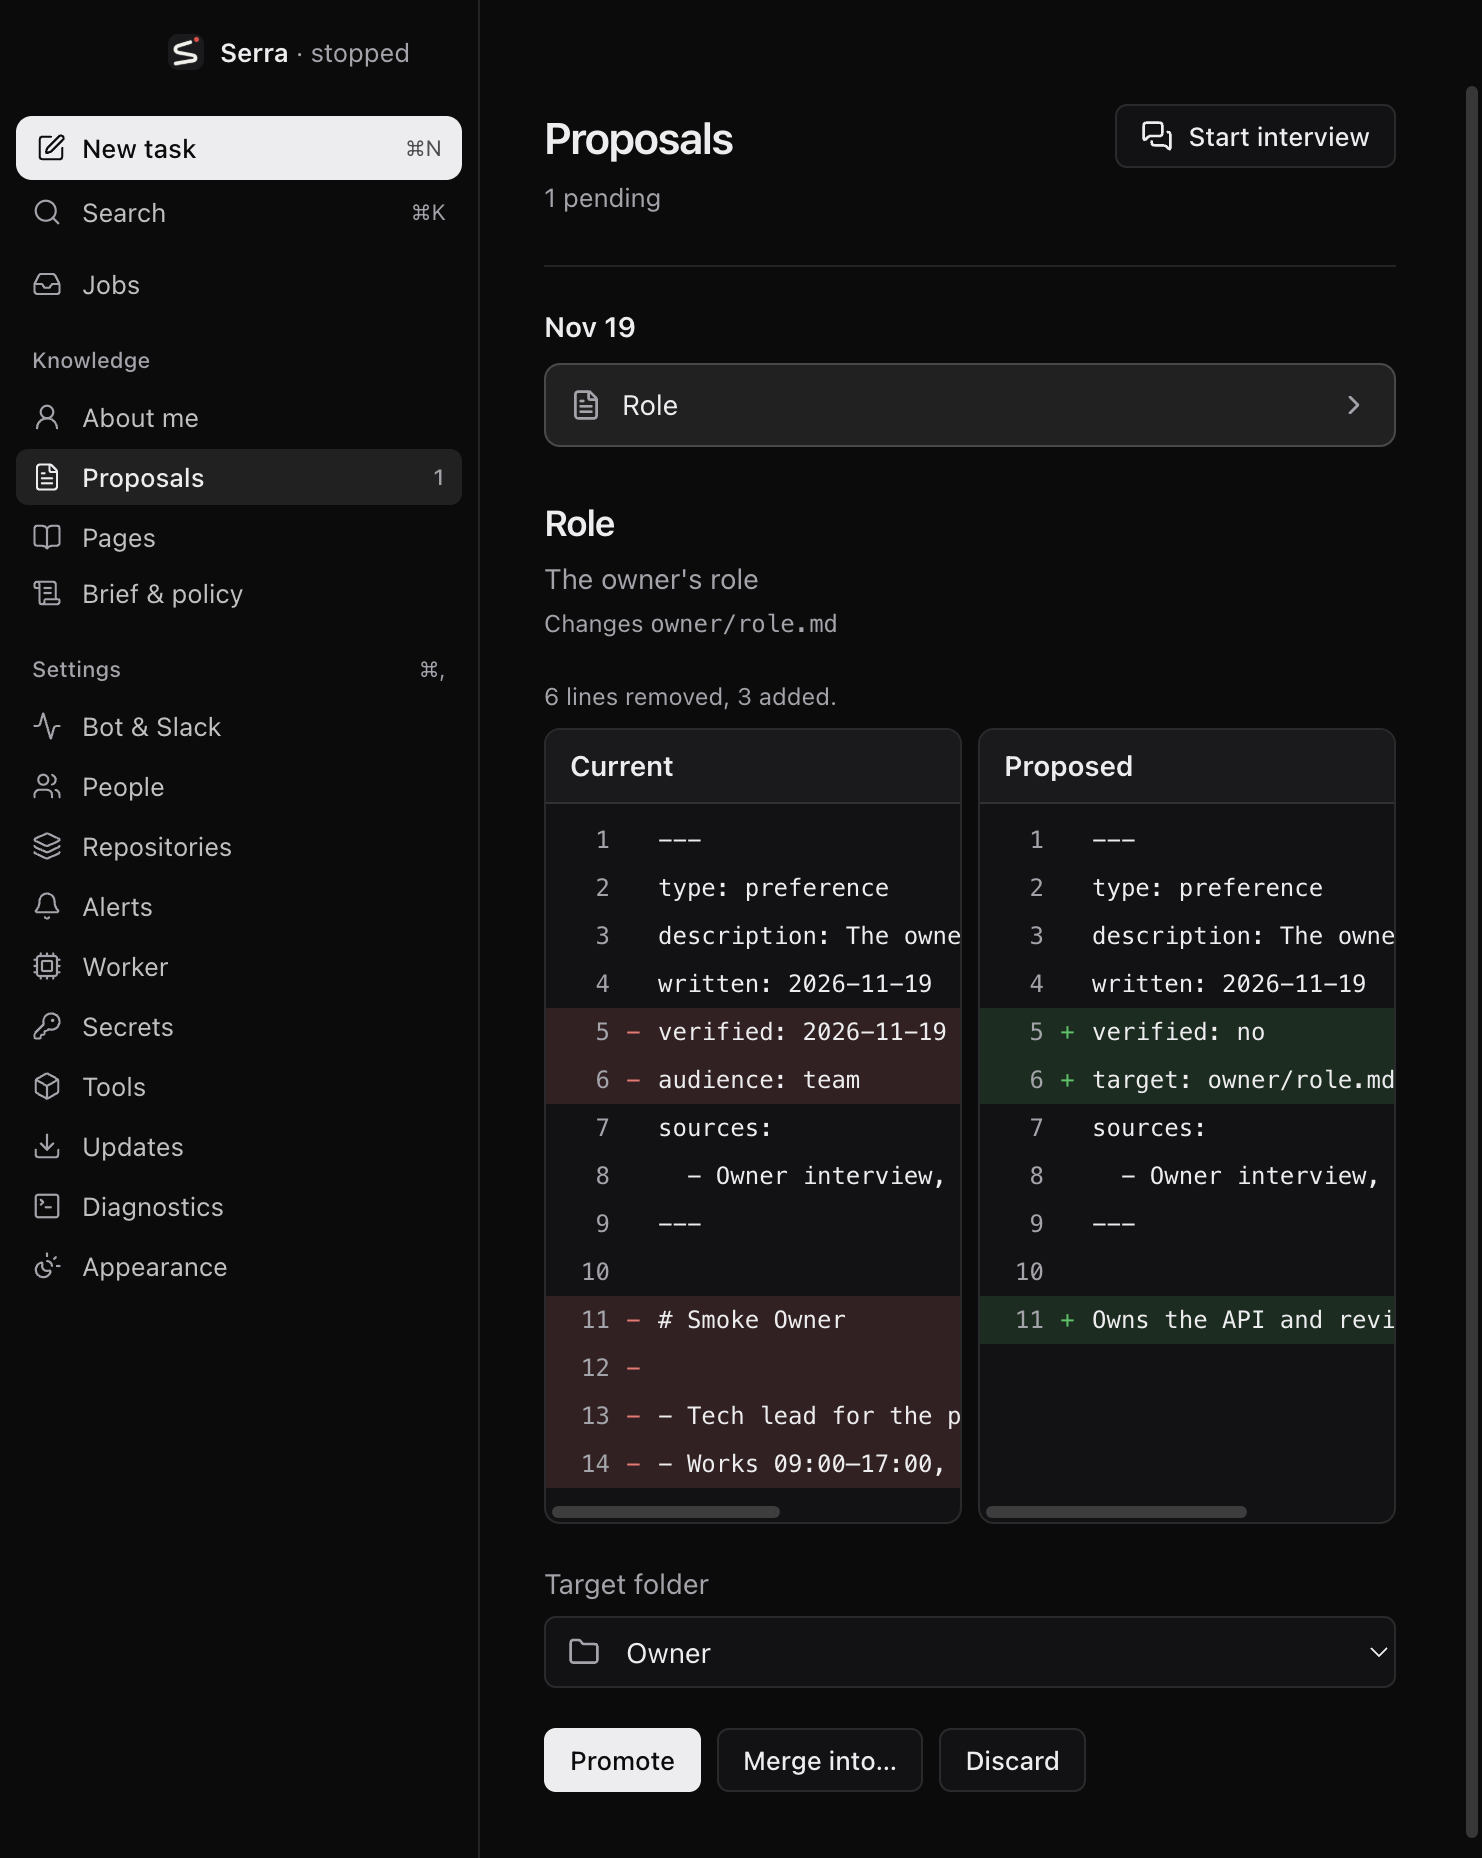 Serra · stopped
New task ⌘N
Search ⌘K
Jobs
Knowledge
About me
Proposals 1
Pages
Brief & policy
Settings ⌘,
Bot & Slack
People
Repositories
Alerts
Worker
Secrets
Tools
Updates
Diagnostics
Appearance
Proposals
Start interview
1 pending
Nov 19
Role
Role
The owner's role
Changes owner/role.md
6 lines removed, 3 added.
Current
1 ---
2 type: preference
3 description: The owne
4 written: 2026-11-19
5 - verified: 2026-11-19
6 - audience: team
7 sources:
8 - Owner interview,
9 ---
10
11 - # Smoke Owner
12 -
13 - - Tech lead for the p
14 - - Works 09:00–17:00,
Proposed
1 ---
2 type: preference
3 description: The owne
4 written: 2026-11-19
5 + verified: no
6 + target: owner/role.md
7 sources:
8 - Owner interview,
9 ---
10
11 + Owns the API and revi
Target folder
Owner
Promote
Merge into...
Discard